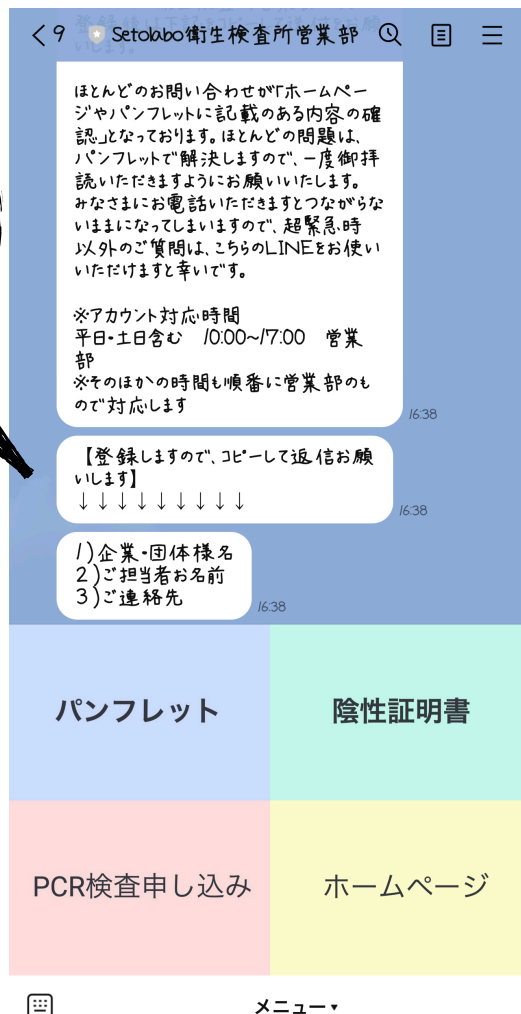 9 Setolabo衛生検査所営業部
ほとんどのお問い合わせが「ホームペー
ジやパンフレットに記載のある内容の確
認」となっております。ほとんどの問題は、
パンフレットで解決しますので、一度御拝
読いただきますようにお願いいたします。
みなさまにお電話いただきますとつながらな
いままになってしまいますので、超緊急時
以外のご質問は、こちらのLINEをお使い
いただけますと幸いです。
※アカウント対応時間
平日・土日含む 10:00~17:00 営業
部
※そのほかの時間も順番に営業部のも
ので対応します
16:38
【登録しますので、コピーして返信お願
いします】
↓↓↓↓↓↓↓↓↓
16:38
1)企業・団体様名
2)ご担当者お名前
3)ご連絡先
16:38
パンフレット
陰性証明書
PCR検査申し込み
ホームページ
メニュー▾